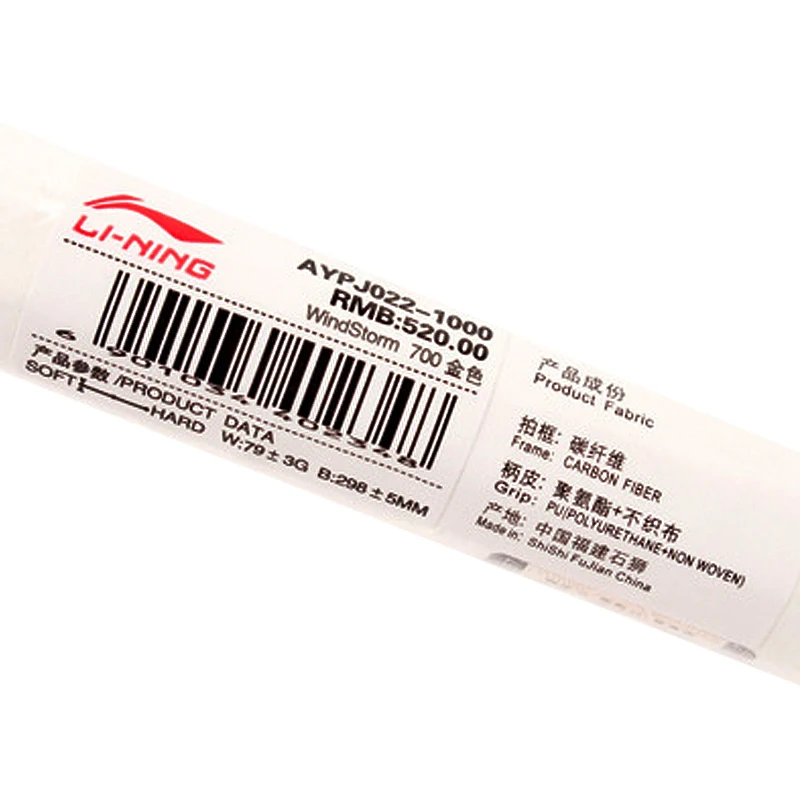 LI-NING
AYPJ022-1000
RMB:520.00
WindStorm 700 金色
产品参数 /PRODUCT DATA
SOFT HARD W:79±3G B:298±5MM
产品成份
Product Fabric
拍框: 碳纤维
Frame: CARBON FIBER
柄皮: 聚氨酯+不织布
Grip: PU(POLYURETHANE+NON WOVEN)
产地: 中国福建石狮
Made in: ShiShi FuJian China